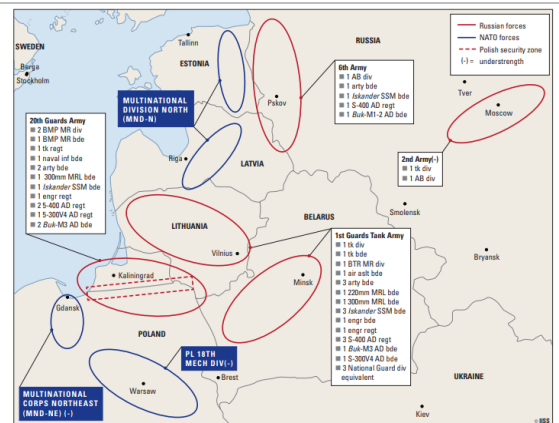 SWEDEN
Berga
Stockholm
Tallinn
ESTONIA
RUSSIA
Russian forces
NATO forces
Polish security zone
(-) = understrength
6th Army
1 AB div
1 arty bde
1 Iskander SSM bde
1 S-400 AD regt
1 Buk-M1-2 AD bde
Pskov
Tver
Moscow
MULTINATIONAL
DIVISION NORTH
(MND-N)
20th Guards Army
2 BMP MR div
1 BMP MR bde
1 tk regt
1 naval inf bde
2 arty bde
1 300mm MRL bde
1 Iskander SSM bde
1 engr regt
2 S-400 AD regt
1 S-300V4 AD regt
2 Buk-M3 AD bde
Riga
LATVIA
2nd Army(-)
1 tk div
1 AB div
Smolensk
LITHUANIA
Vilnius
BELARUS
1st Guards Tank Army
1 tk div
1 tk bde
1 BTR MR div
1 air aslt bde
3 arty bde
1 220mm MRL bde
1 300mm MRL bde
3 Iskander SSM bde
1 engr bde
1 engr regt
3 S-400 AD regt
1 Buk-M3 AD bde
1 S-300V4 AD bde
3 National Guard div
equivalent
Bryansk
Kaliningrad
Minsk
Gdansk
POLAND
PL 18TH
MECH DIV(-)
MULTINATIONAL
CORPS NORTHEAST
(MND-NE) (-)
Warsaw
Brest
UKRAINE
Kiev
© IISS